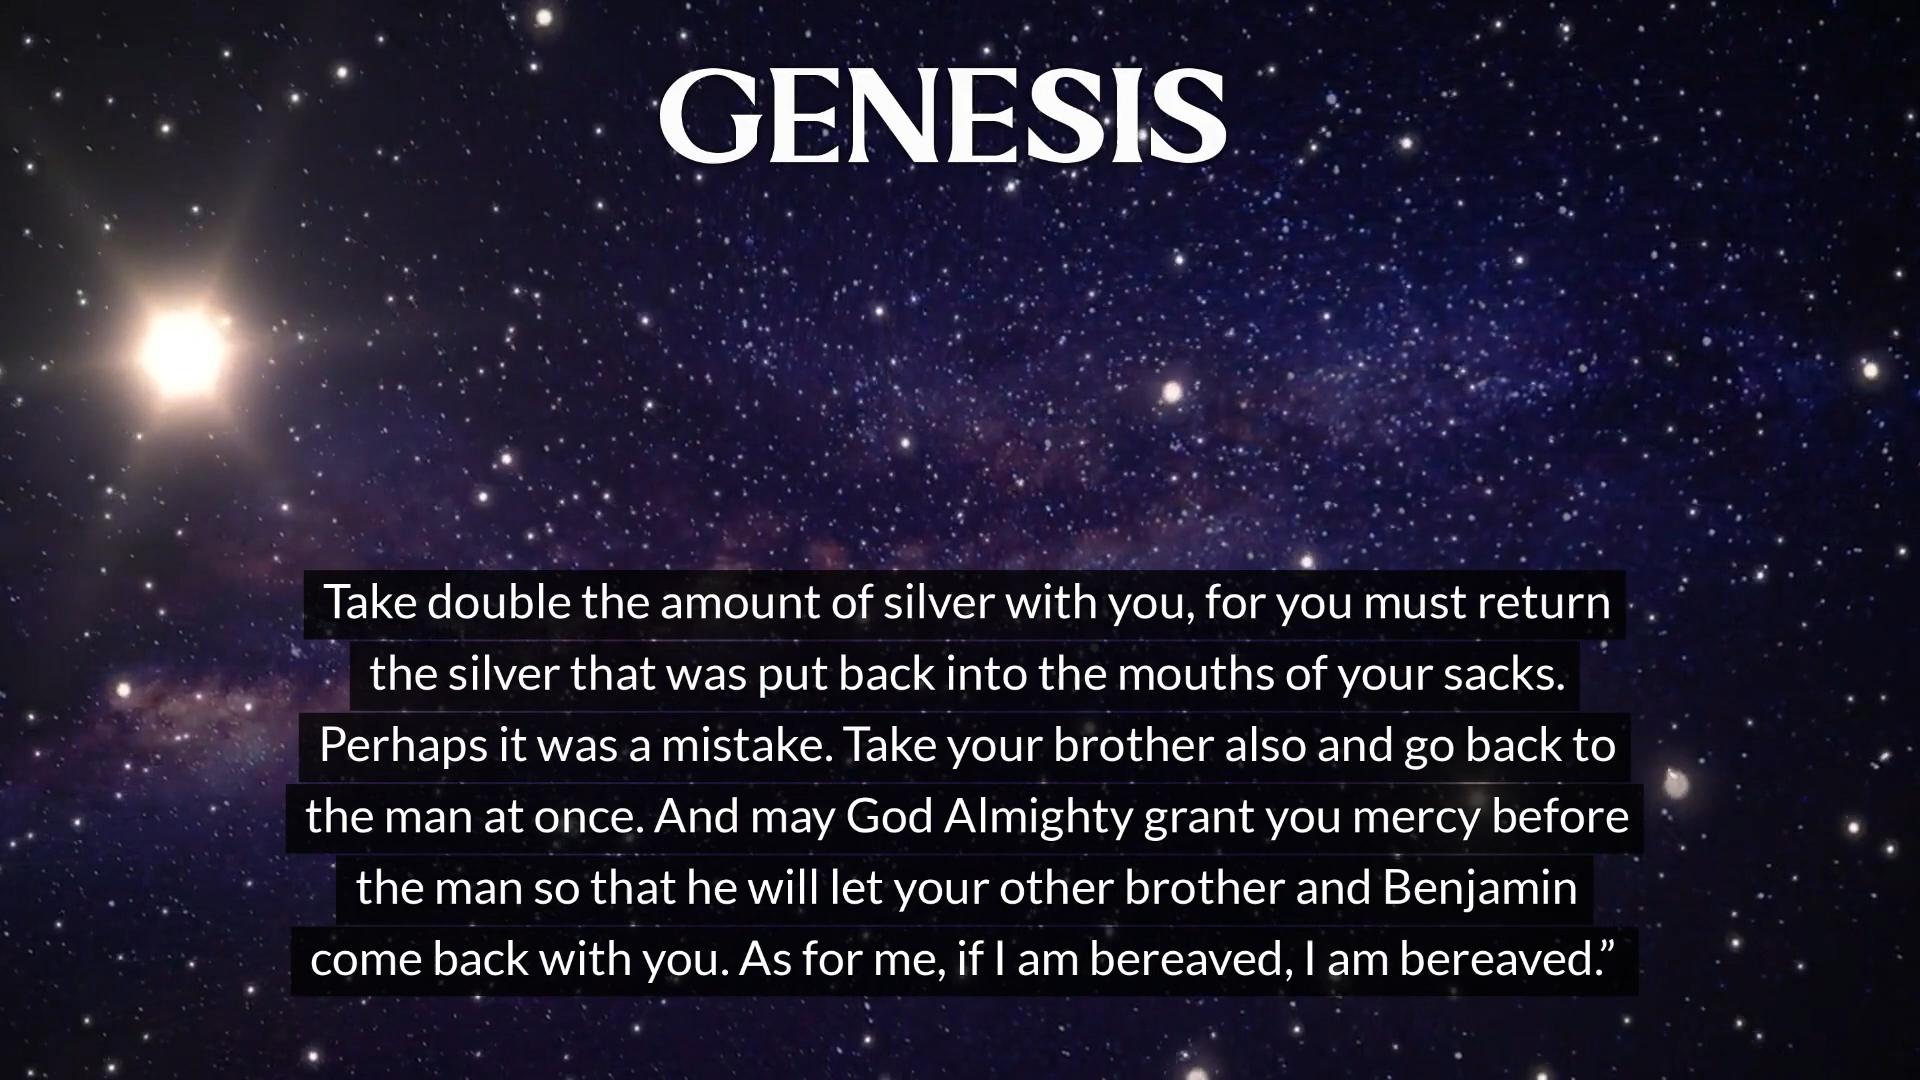 GENESIS
Take double the amount of silver with you, for you must return
the silver that was put back into the mouths of your sacks.
Perhaps it was a mistake. Take your brother also and go back to
the man at once. And may God Almighty grant you mercy before
the man so that he will let your other brother and Benjamin
come back with you. As for me, if I am bereaved, I am bereaved.”